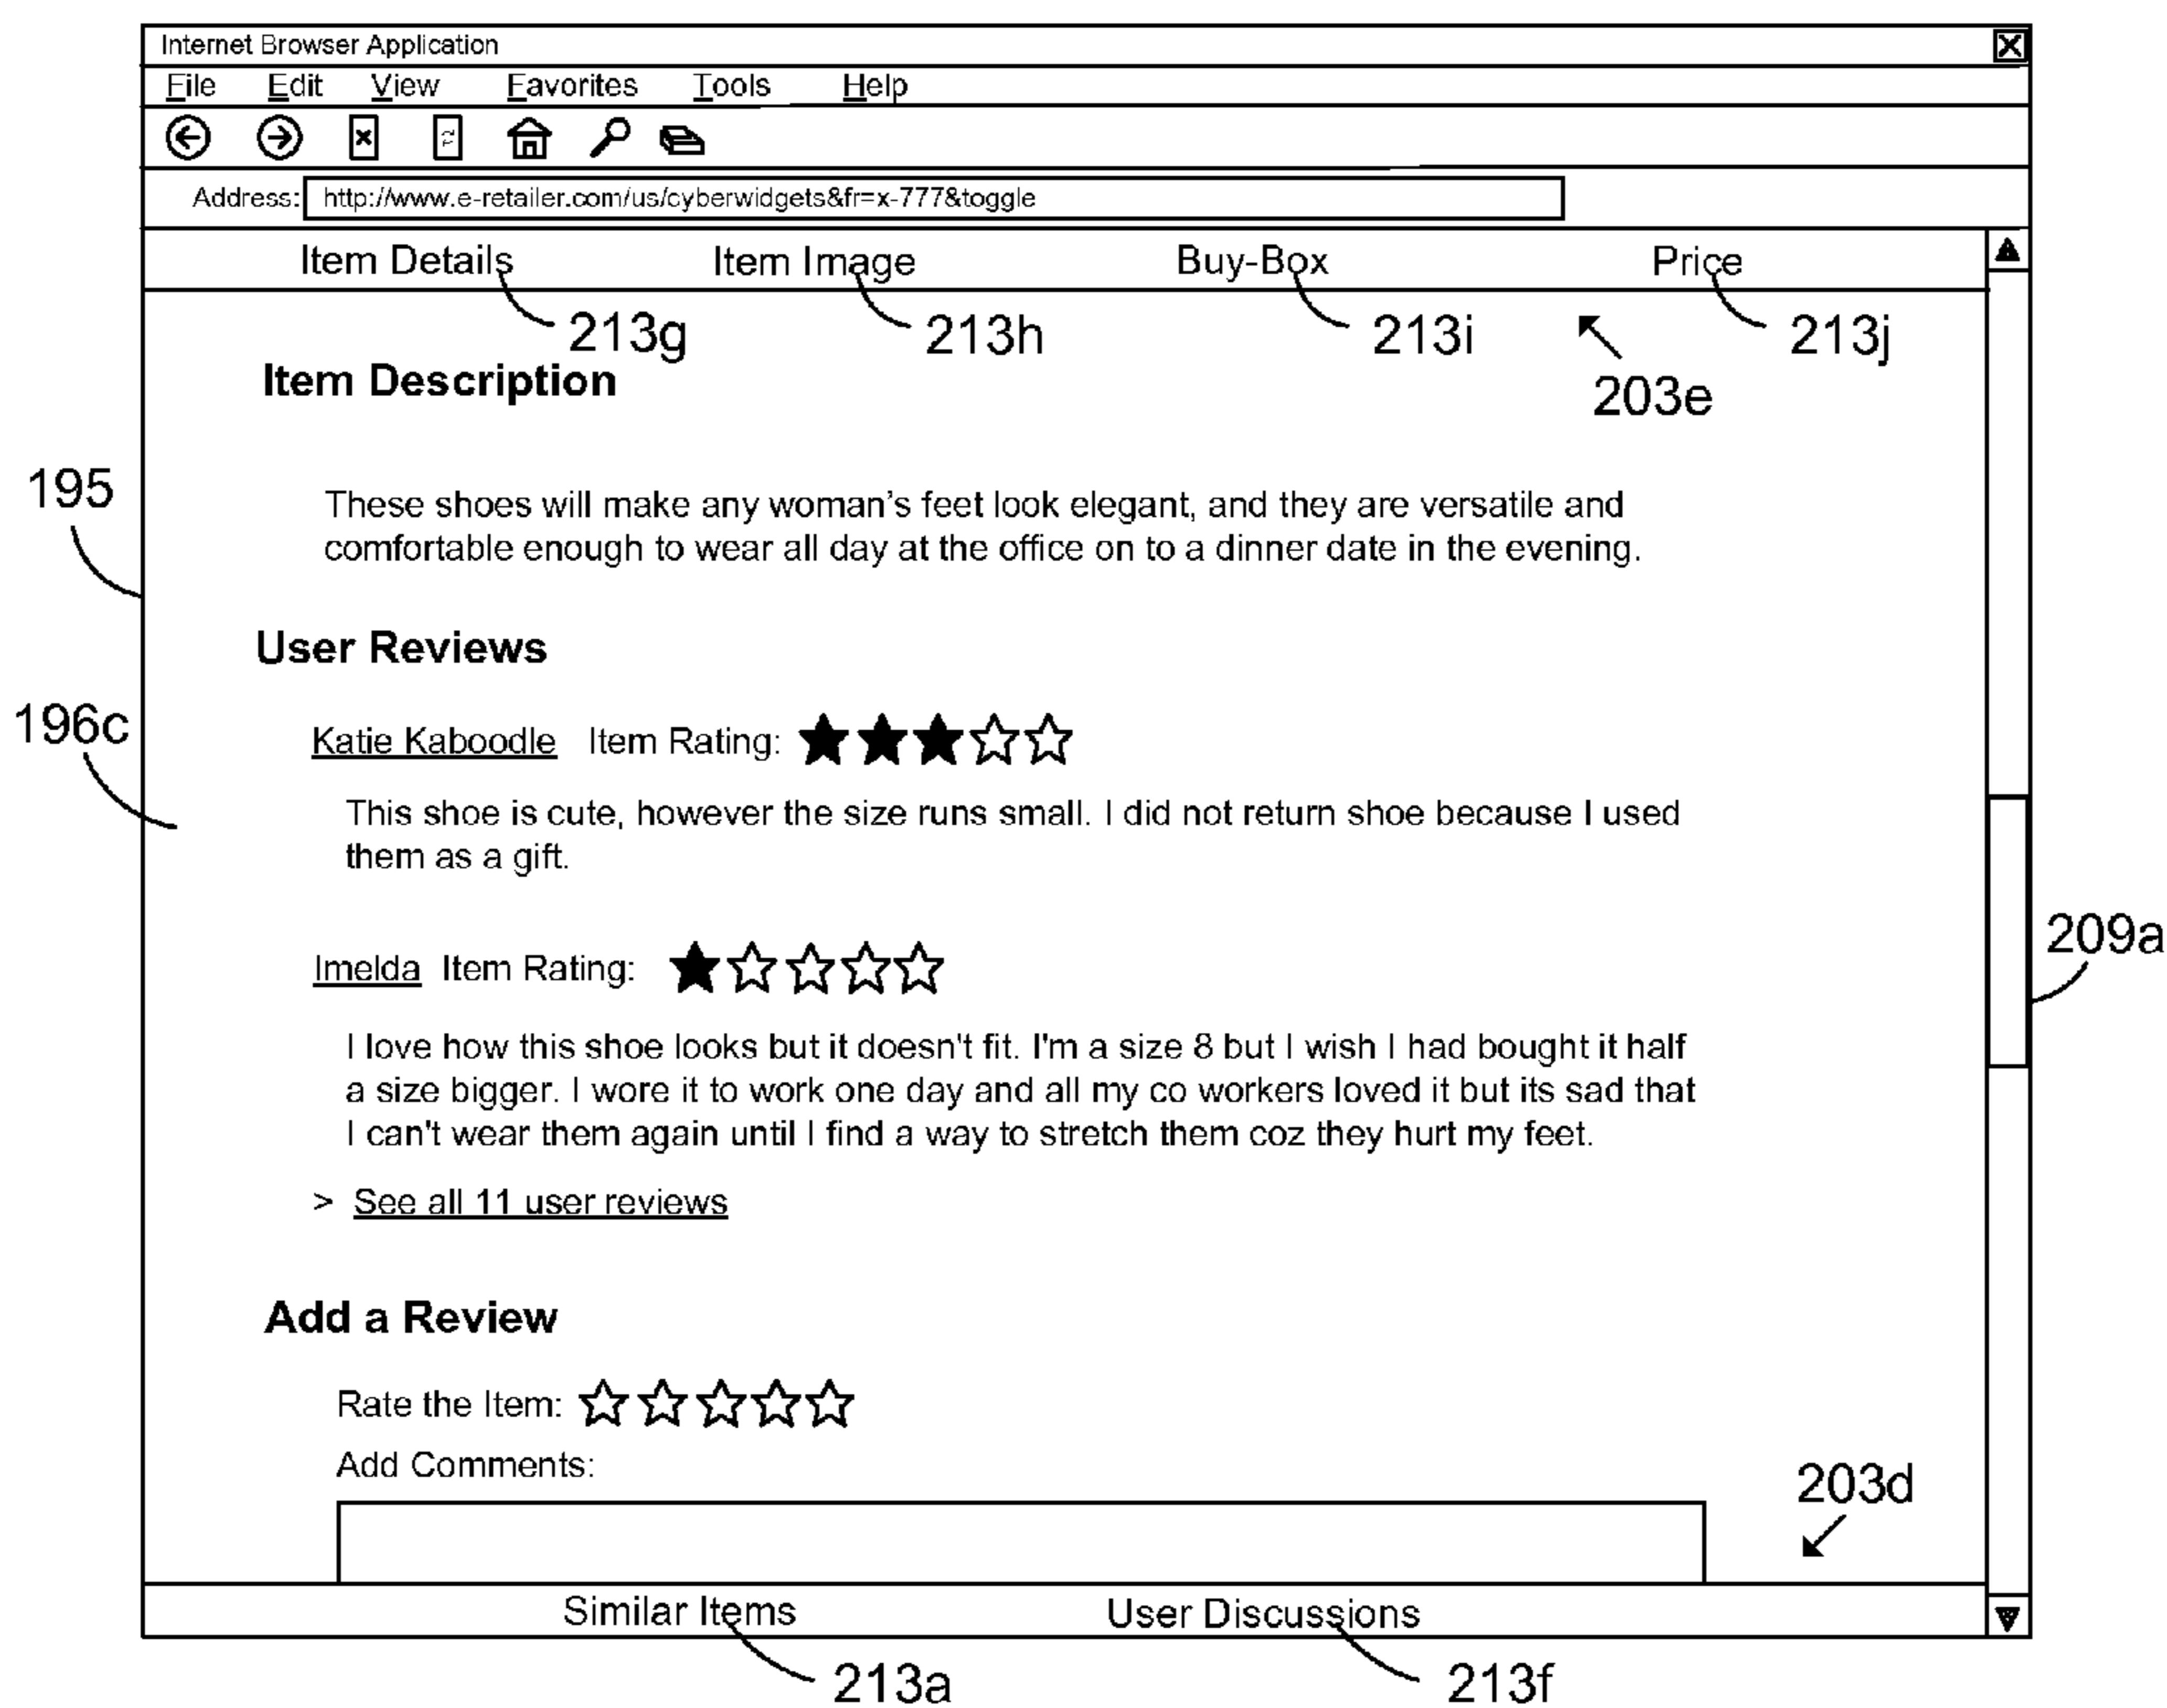 Internet Browser Application
File Edit View Favorites Tools Help
Address: http://www.e-retailer.com/us/cyberwidgets&fr=x-777&toggle
Item Details Item Image Buy-Box Price
213g 213h 213i 213j
203e
Item Description
195
These shoes will make any woman's feet look elegant, and they are versatile and
comfortable enough to wear all day at the office on to a dinner date in the evening.
User Reviews
196c
Katie Kaboodle Item Rating:
This shoe is cute, however the size runs small. I did not return shoe because I used
them as a gift.
209a
Imelda Item Rating:
I love how this shoe looks but it doesn't fit. I'm a size 8 but I wish I had bought it half
a size bigger. I wore it to work one day and all my co workers loved it but its sad that
I can't wear them again until I find a way to stretch them coz they hurt my feet.
> See all 11 user reviews
Add a Review
Rate the Item:
Add Comments:
203d
Similar Items User Discussions
213a 213f